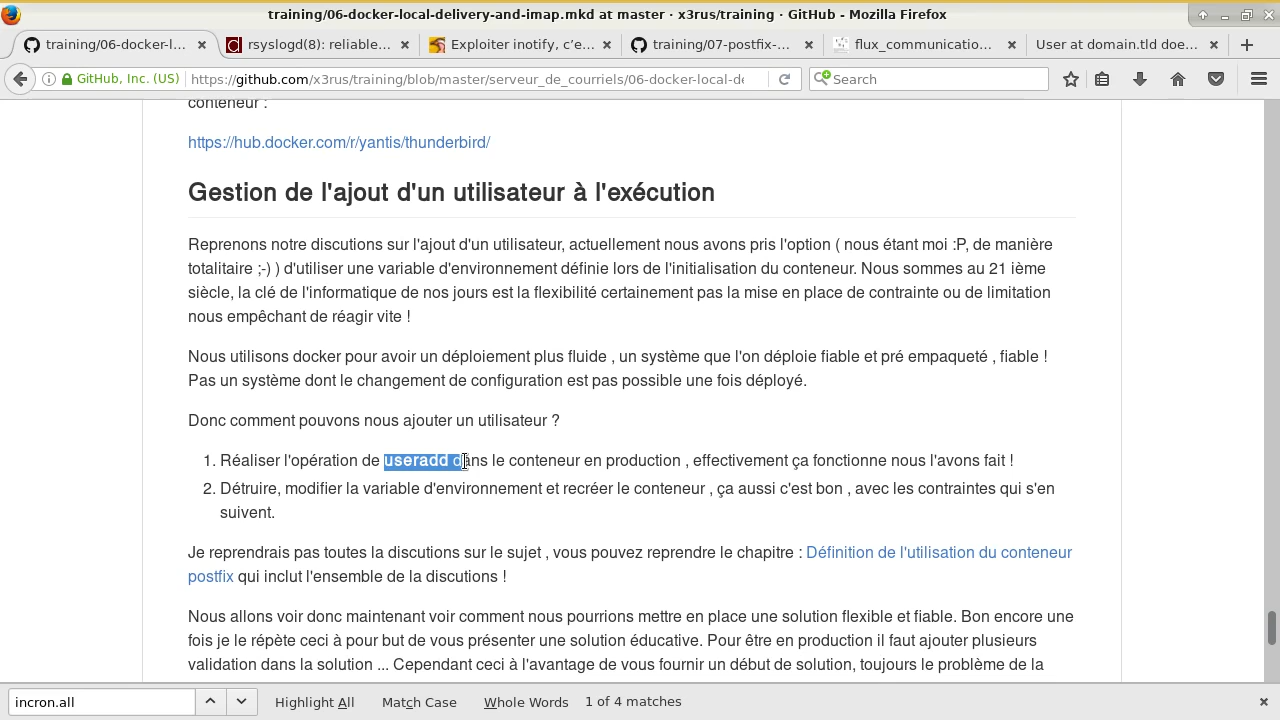 training/06-docker-local-delivery-and-imap.mkd at master · x3rus/training · GitHub - Mozilla Firefox
training/06-docker-l... × rsyslogd(8): reliable... × Exploiter inotify, c'e... × training/07-postfix-... × flux_communicatio... × User at domain.tld doe... ×
GitHub, Inc. (US) https://github.com/x3rus/training/blob/master/serveur_de_courriels/06-docker-local-de Search
conteneur :
https://hub.docker.com/r/yantis/thunderbird/
Gestion de l'ajout d'un utilisateur à l'exécution
Reprenons notre discutions sur l'ajout d'un utilisateur, actuellement nous avons pris l'option ( nous étant moi :P, de manière
totalitaire ;-) ) d'utiliser une variable d'environnement définie lors de l'initialisation du conteneur. Nous sommes au 21 ième
siècle, la clé de l'informatique de nos jours est la flexibilité certainement pas la mise en place de contrainte ou de limitation
nous empêchant de réagir vite !
Nous utilisons docker pour avoir un déploiement plus fluide , un système que l'on déploie fiable et pré empaqueté , fiable !
Pas un système dont le changement de configuration est pas possible une fois déployé.
Donc comment pouvons nous ajouter un utilisateur ?
1. Réaliser l'opération de useradd dans le conteneur en production , effectivement ça fonctionne nous l'avons fait !
2. Détruire, modifier la variable d'environnement et recréer le conteneur , ça aussi c'est bon , avec les contraintes qui s'en
suivent.
Je reprendrais pas toutes la discutions sur le sujet , vous pouvez reprendre le chapitre : Définition de l'utilisation du conteneur
postfix qui inclut l'ensemble de la discutions !
Nous allons voir donc maintenant voir comment nous pourrions mettre en place une solution flexible et fiable. Bon encore une
fois je le répète ceci à pour but de vous présenter une solution éducative. Pour être en production il faut ajouter plusieurs
validation dans la solution ... Cependant ceci à l'avantage de vous fournir un début de solution, toujours le problème de la
incron.all Highlight All Match Case Whole Words 1 of 4 matches ×